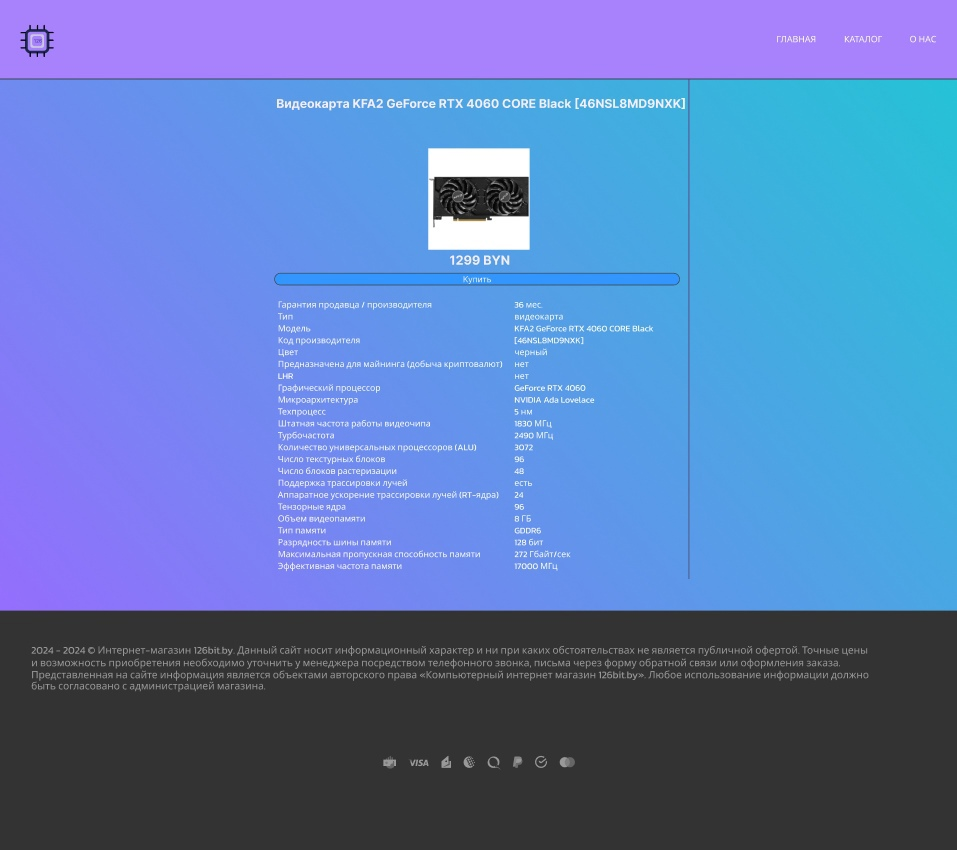 ГЛАВНАЯ КАТАЛОГ О НАС
Видеокарта KFA2 GeForce RTX 4060 CORE Black [46NSL8MD9NXK]
1299 BYN
Купить
Гарантия продавца / производителя 36 мес.
Тип видеокарта
Модель KFA2 GeForce RTX 4060 CORE Black
Код производителя [46NSL8MD9NXK]
Цвет черный
Предназначена для майнинга (добыча криптовалют) нет
LHR нет
Графический процессор GeForce RTX 4060
Микроархитектура NVIDIA Ada Lovelace
Техпроцесс 5 нм
Штатная частота работы видеочипа 1830 МГц
Турбочастота 2490 МГц
Количество универсальных процессоров (ALU) 3072
Число текстурных блоков 96
Число блоков растеризации 48
Поддержка трассировки лучей есть
Аппаратное ускорение трассировки лучей (RT-ядра) 24
Тензорные ядра 96
Объем видеопамяти 8 ГБ
Тип памяти GDDR6
Разрядность шины памяти 128 бит
Максимальная пропускная способность памяти 272 Гбайт/сек
Эффективная частота памяти 17000 МГц
2024 - 2024 © Интернет-магазин 126bit.by. Данный сайт носит информационный характер и ни при каких обстоятельствах не является публичной офертой. Точные цены
и возможность приобретения необходимо уточнить у менеджера посредством телефонного звонка, письма через форму обратной связи или оформления заказа.
Представленная на сайте информация является объектами авторского права «Компьютерный интернет магазин 126bit.by». Любое использование информации должно
быть согласовано с администрацией магазина.
VISA